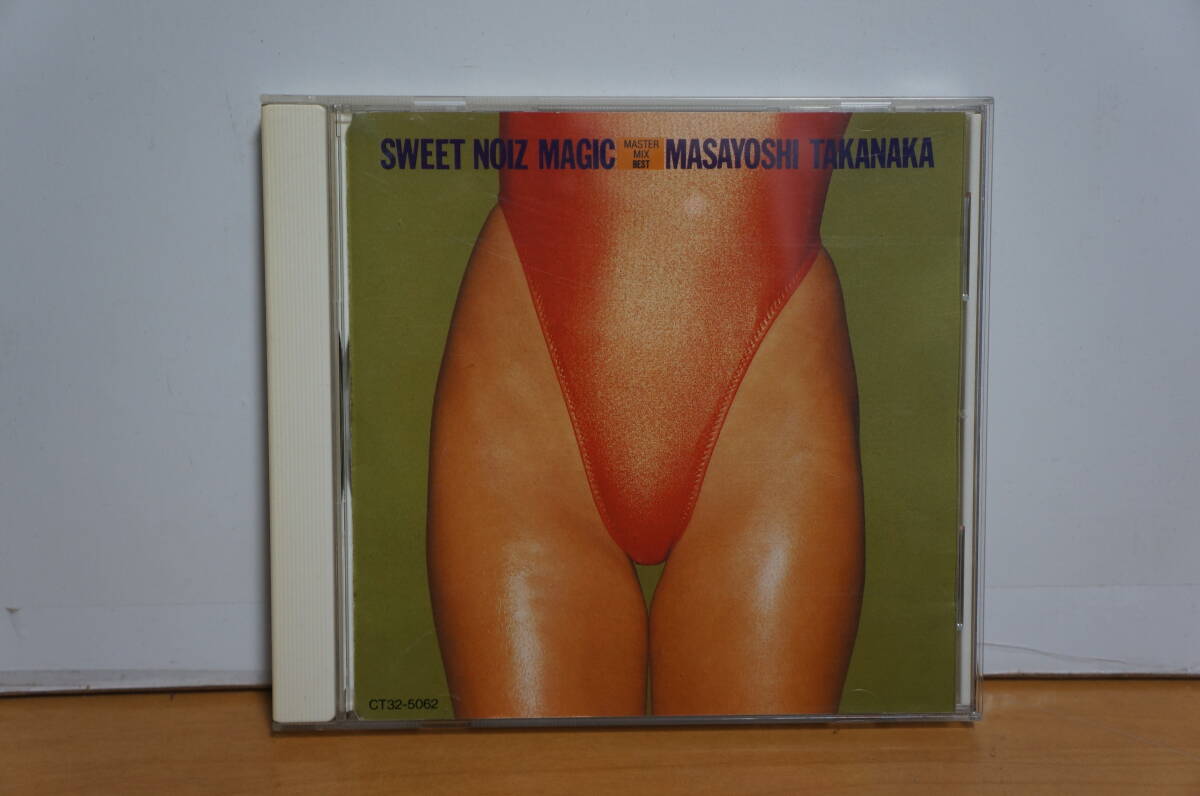 SWEET NOIZ MAGIC MASTER MIX BEST MASAYOSHI TAKANAKA
CT32-5062